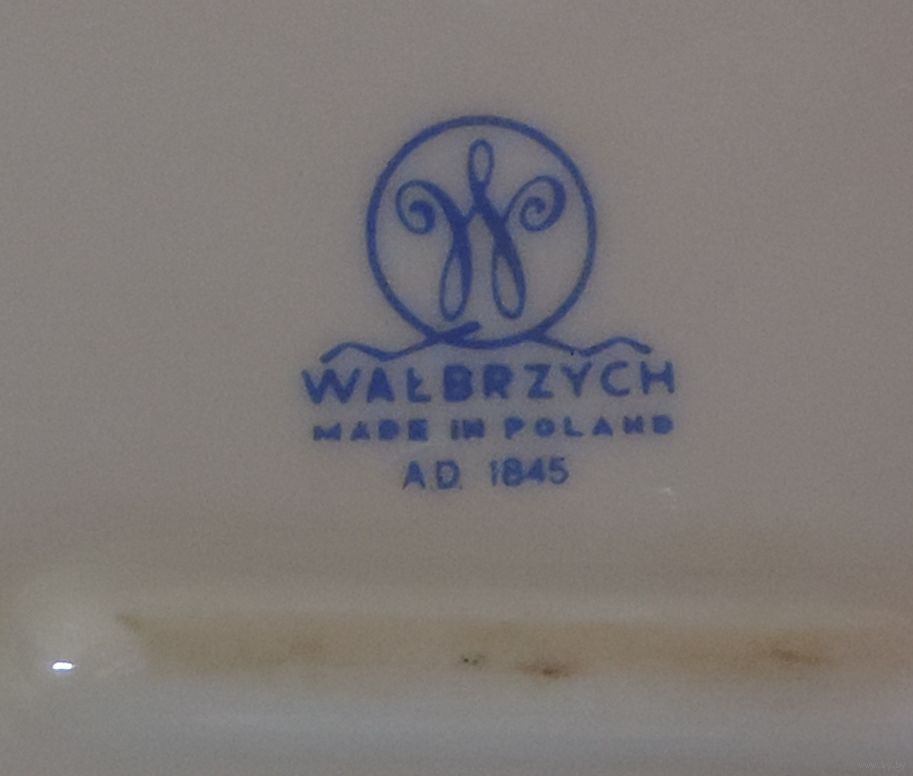 W
WAŁBRZYCH
MADE IN POLAND
A.D. 1845